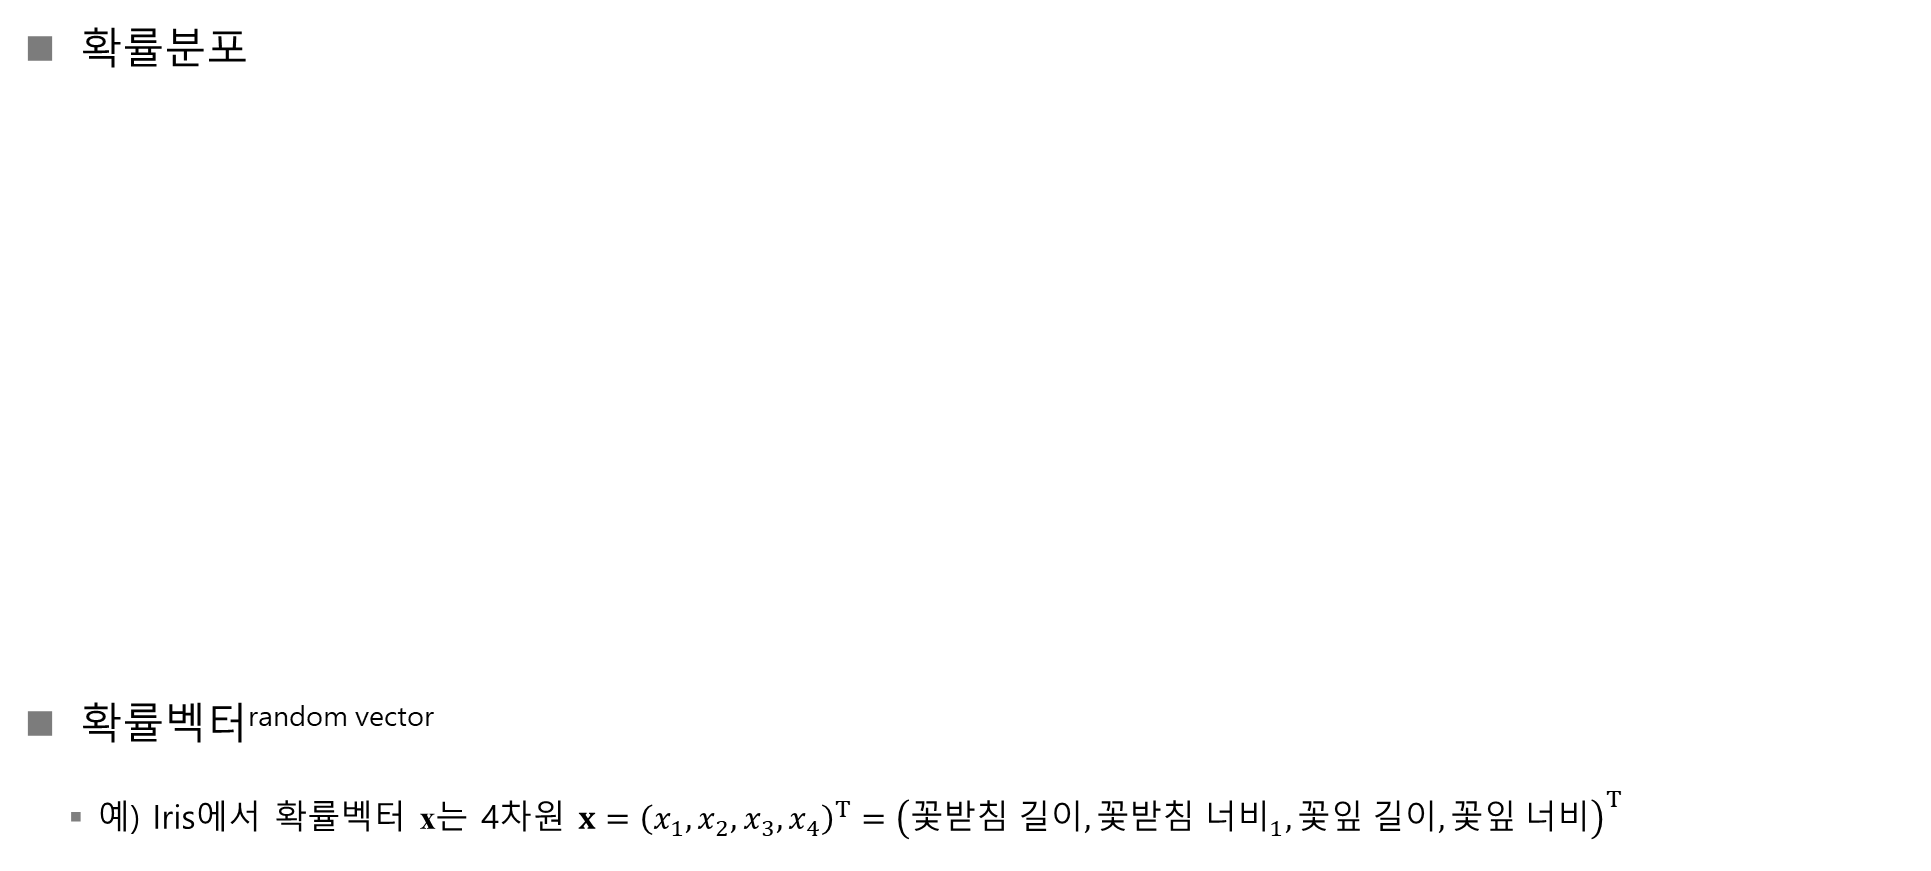 ■ 확률분포
■ 확률벡터random vector
▪ 예) Iris에서 확률벡터 𝐱는 4차원 𝐱 = (𝑥₁, 𝑥₂, 𝑥₃, 𝑥₄)ᵀ = (꽃받침 길이, 꽃받침 너비₁, 꽃잎 길이, 꽃잎 너비)ᵀ